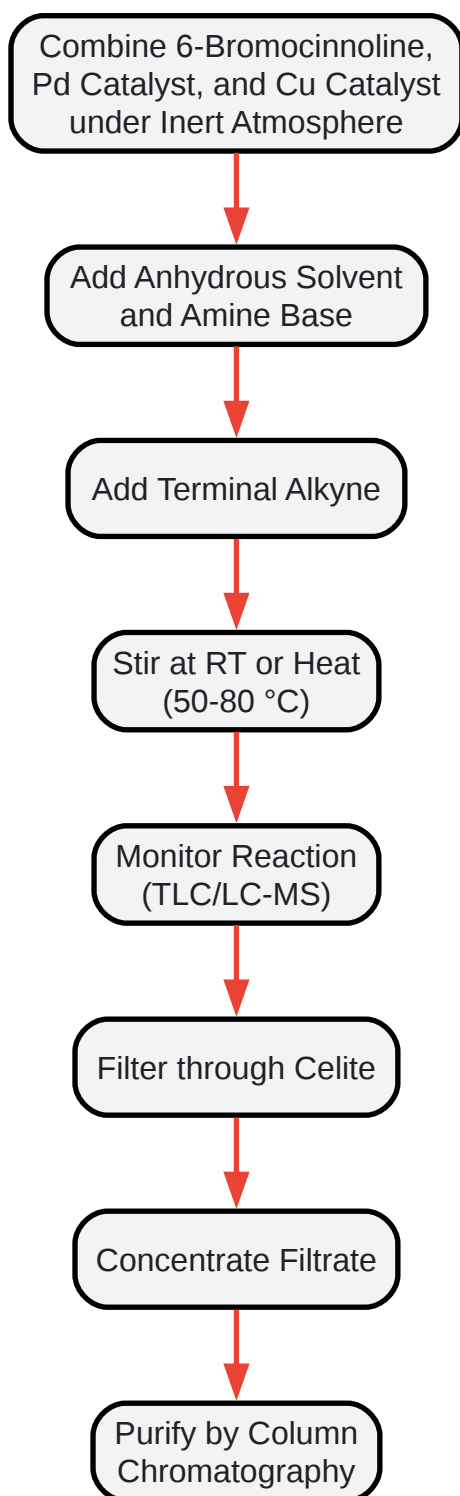 Combine 6-Bromocinnoline,
Pd Catalyst, and Cu Catalyst
under Inert Atmosphere
Add Anhydrous Solvent
and Amine Base
Add Terminal Alkyne
Stir at RT or Heat
(50-80 °C)
Monitor Reaction
(TLC/LC-MS)
Filter through Celite
Concentrate Filtrate
Purify by Column
Chromatography